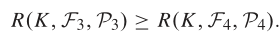 R(K, ℱ₃, 𝒫₃) ≥ R(K, ℱ₄, 𝒫₄).